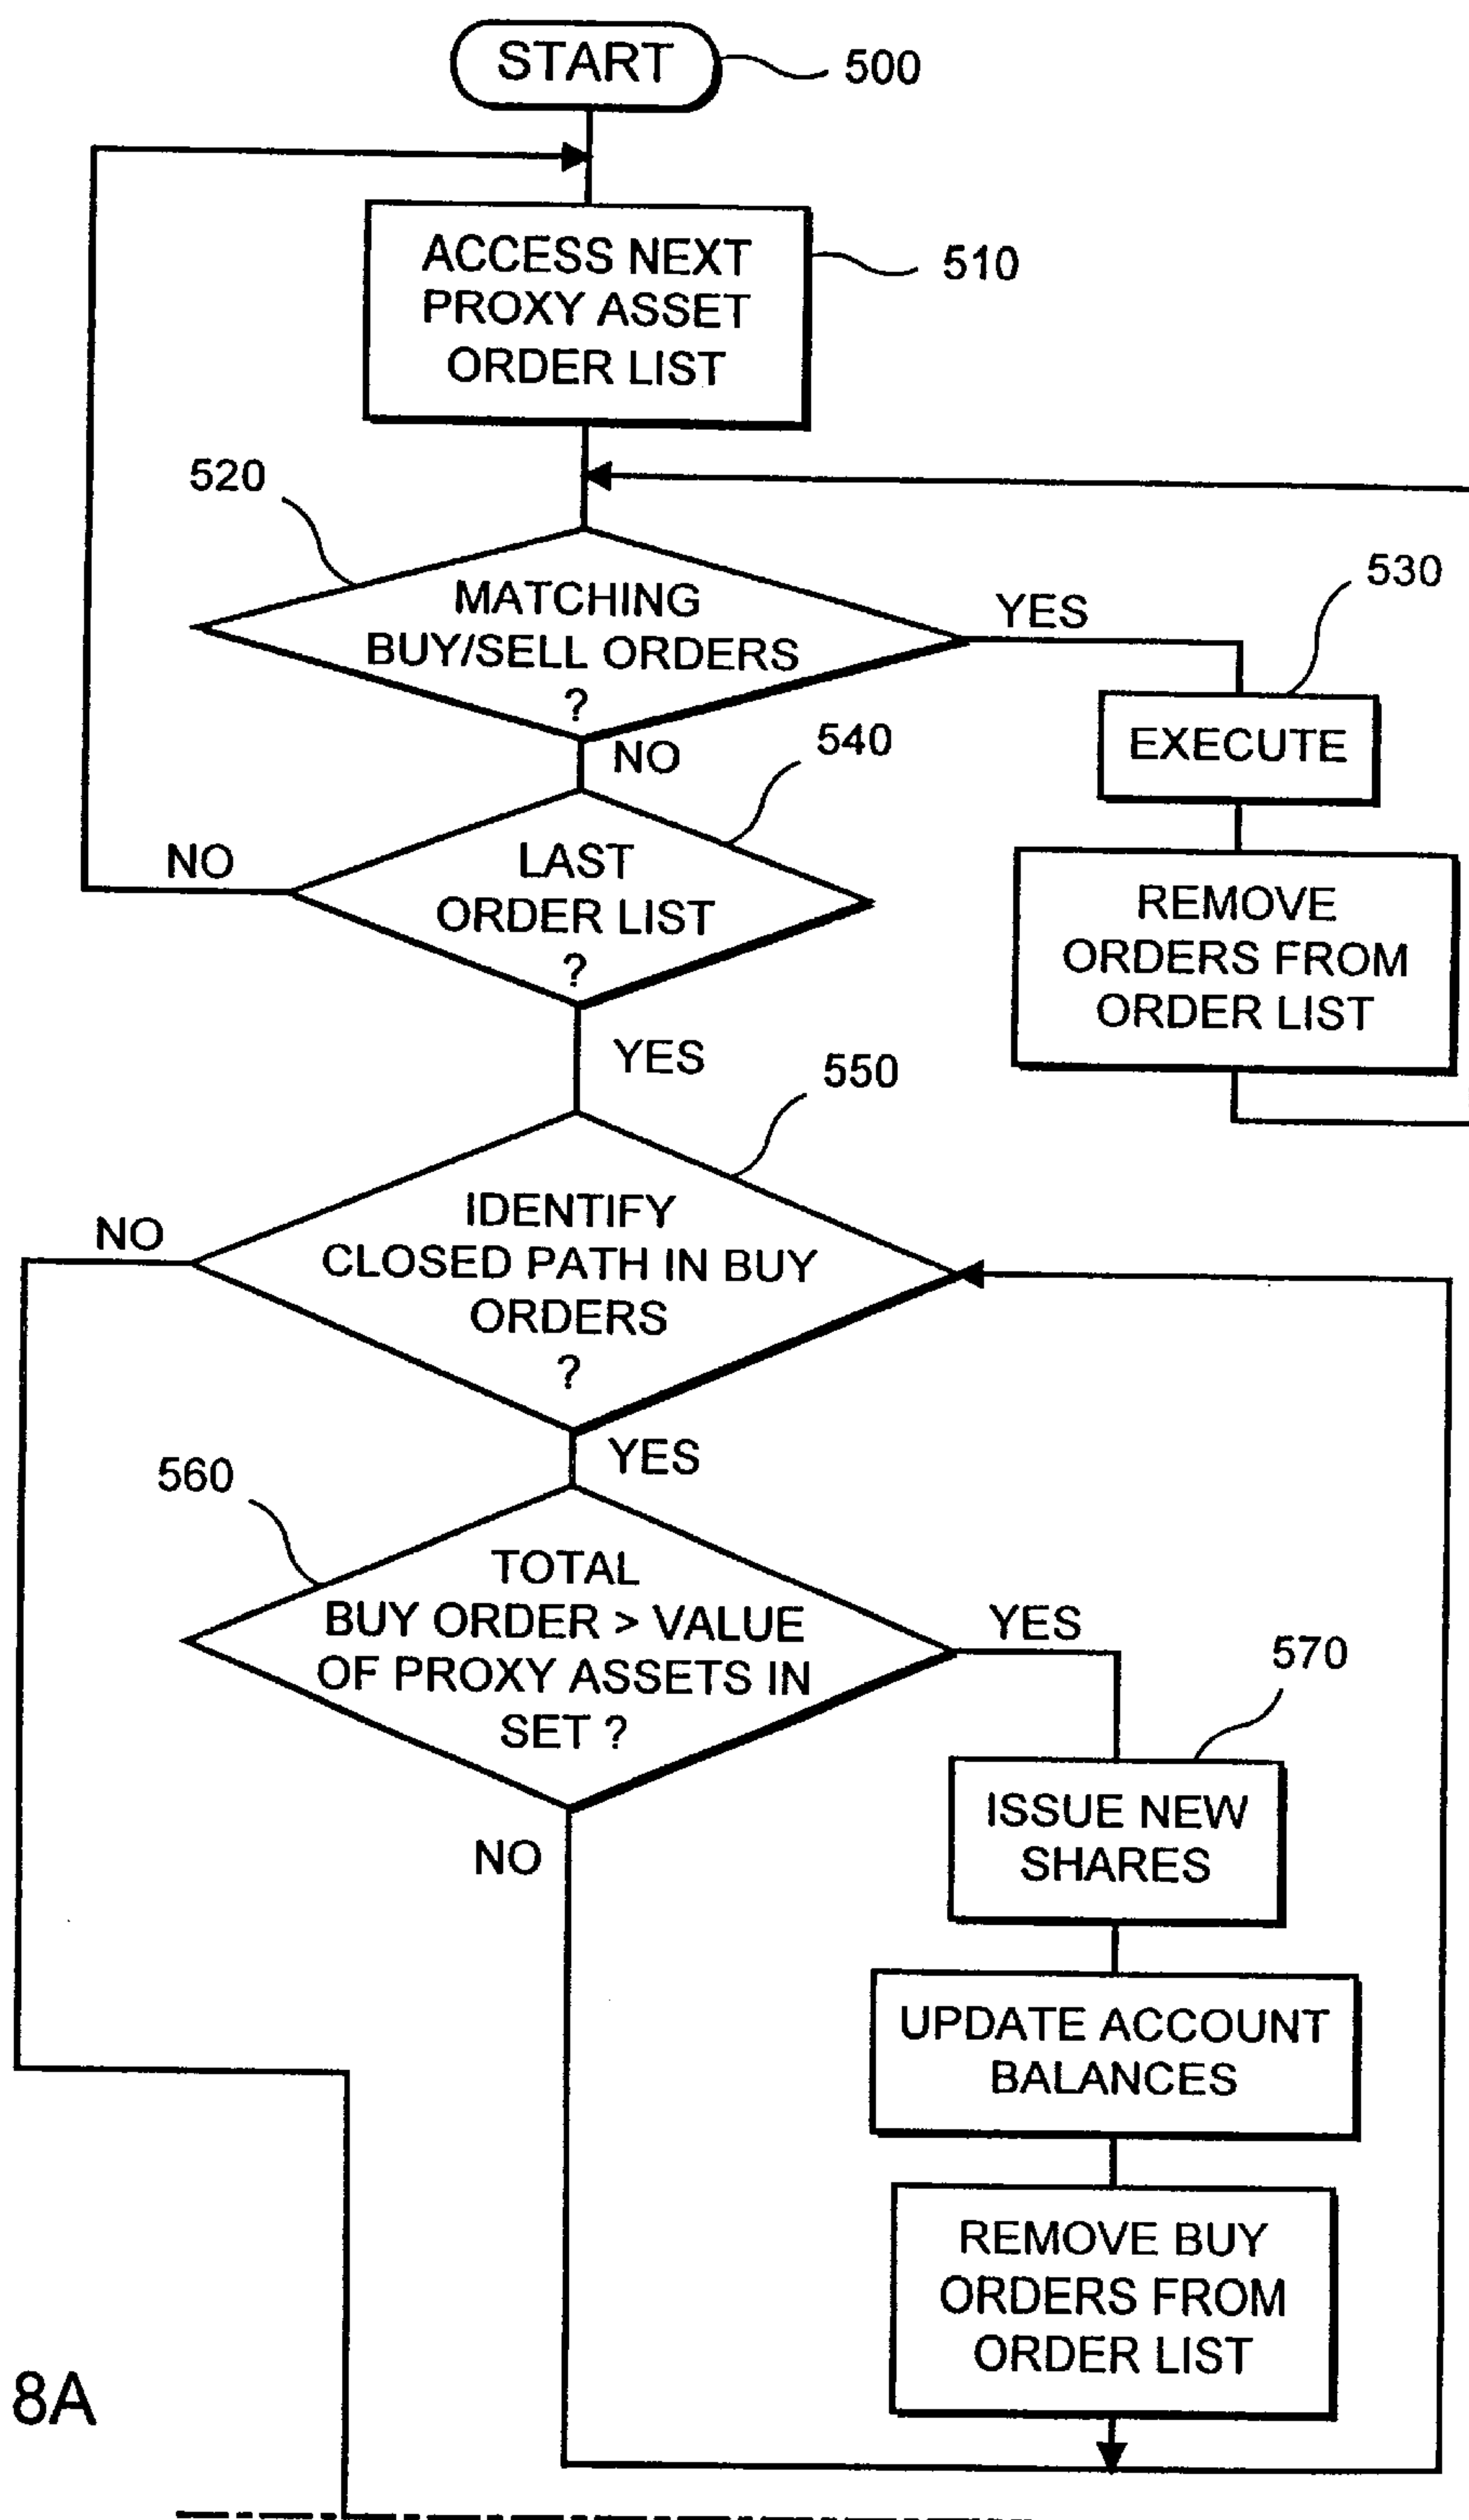 START
500
ACCESS NEXT
PROXY ASSET
ORDER LIST
510
520
MATCHING
BUY/SELL ORDERS
?
YES
530
EXECUTE
REMOVE
ORDERS FROM
ORDER LIST
NO
540
LAST
ORDER LIST
?
NO
YES
550
IDENTIFY
CLOSED PATH IN BUY
ORDERS
?
NO
YES
560
TOTAL
BUY ORDER > VALUE
OF PROXY ASSETS IN
SET ?
YES
570
ISSUE NEW
SHARES
NO
UPDATE ACCOUNT
BALANCES
REMOVE BUY
ORDERS FROM
ORDER LIST
8A